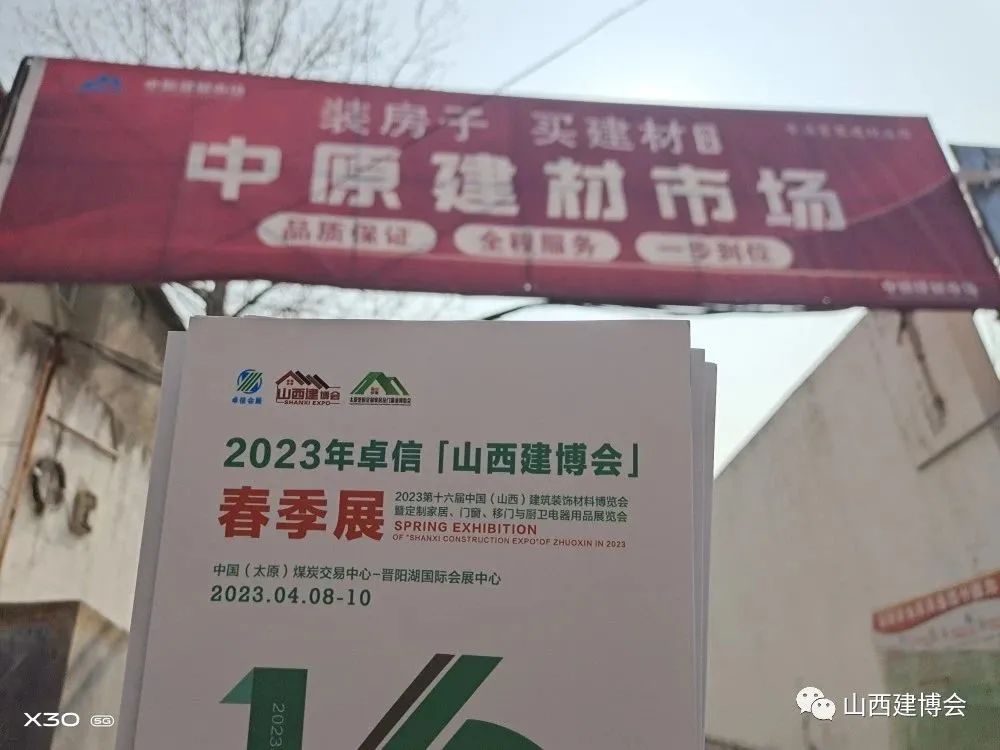 装房子 买建材
中原建材市场
品质保证 全程服务 一步到位
卓信会展
山西建博会
SHANXI EXPO
2023年卓信「山西建博会」
春季展
2023第十六届中国（山西）建筑装饰材料博览会
暨定制家居、门窗、移门与厨卫电器用品展览会
SPRING EXHIBITION
OF "SHANXI CONSTRUCTION EXPO"OF ZHUOXIN IN 2023
中国（太原）煤炭交易中心-晋阳湖国际会展中心
2023.04.08-10
16
2023
X30 5G
山西建博会